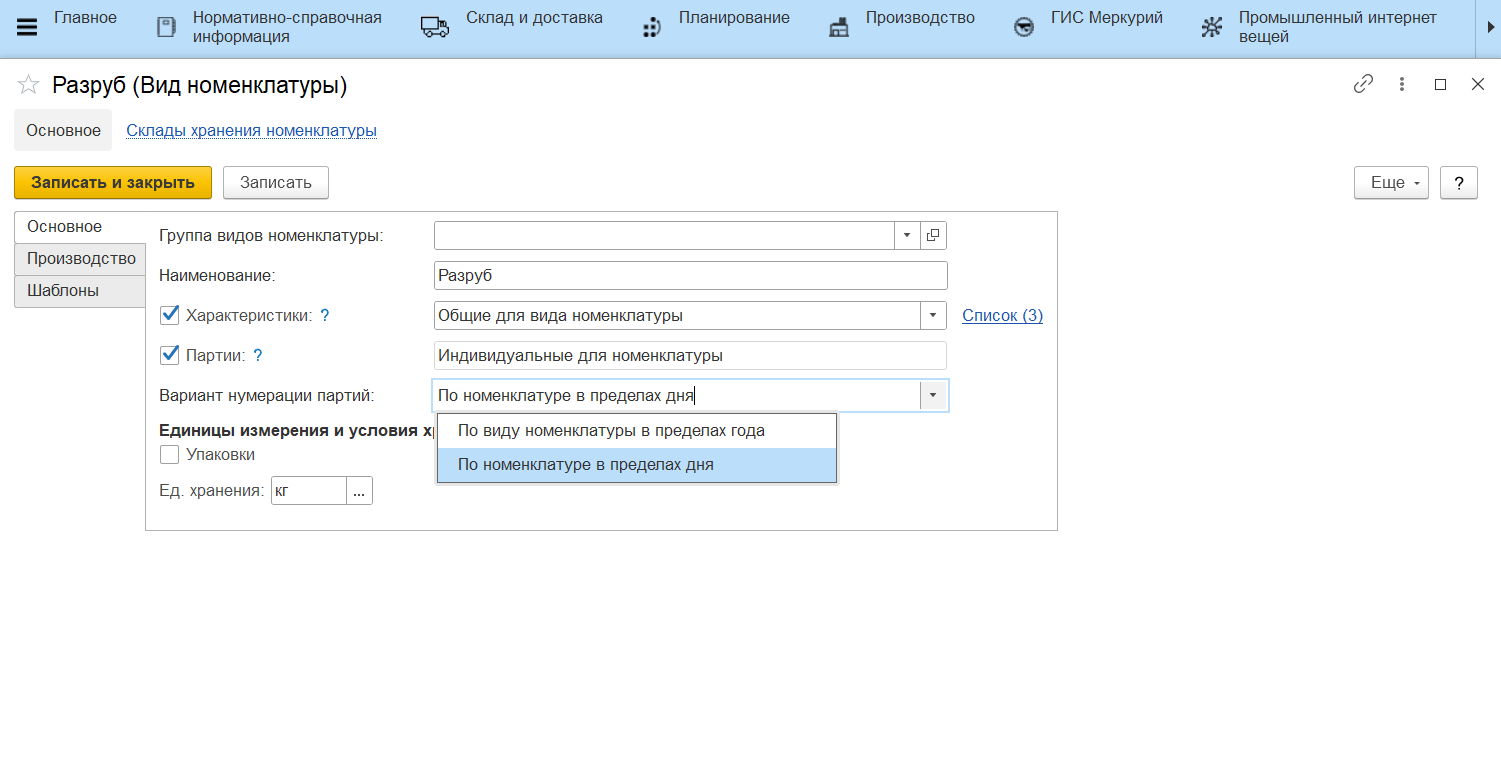 Главное
Нормативно-справочная
информация
Склад и доставка
Планирование
Производство
ГИС Меркурий
Промышленный интернет
вещей
Разруб (Вид номенклатуры)
Основное
Склады хранения номенклатуры
Записать и закрыть
Записать
Еще
?
Основное
Производство
Шаблоны
Группа видов номенклатуры:
Наименование:
Разруб
Характеристики: ?
Общие для вида номенклатуры
Список (3)
Партии: ?
Индивидуальные для номенклатуры
Вариант нумерации партий:
По номенклатуре в пределах дня
По виду номенклатуры в пределах года
По номенклатуре в пределах дня
Единицы измерения и условия
Упаковки
Ед. хранения:
кг
...